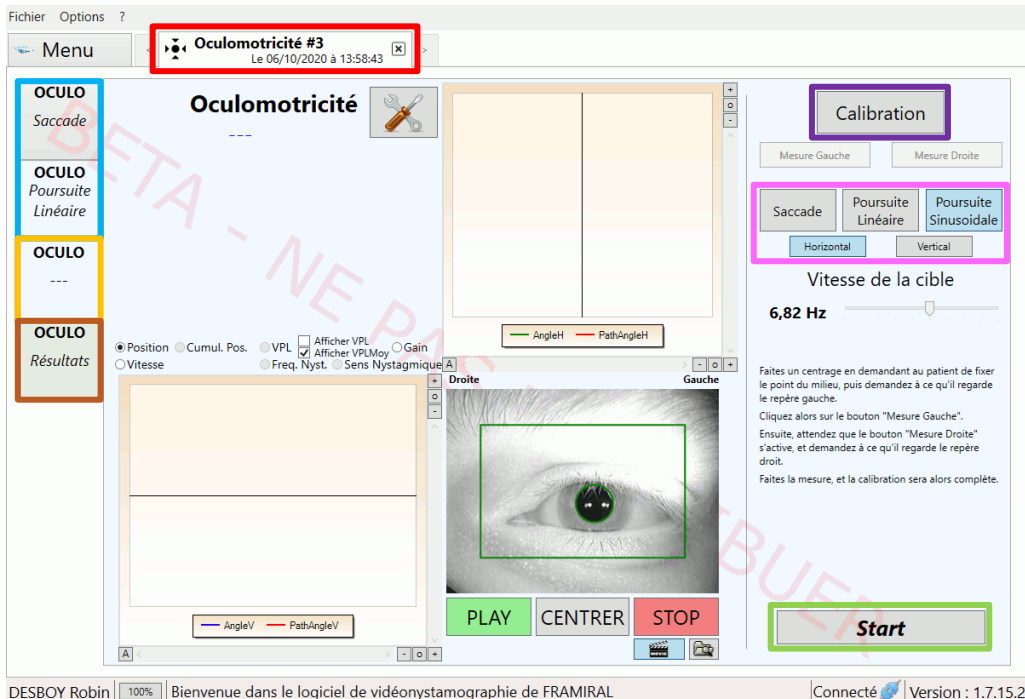 Fichier Options ?
Menu
<
Oculomotricité #3
Le 06/10/2020 à 13:58:43
x
>
OCULO
Saccade
OCULO
Poursuite
Linéaire
OCULO
---
OCULO
Résultats
Oculomotricité
---
+
o
-
AngleH PathAngleH
A < > - o +
Position Cumul. Pos. VPL Afficher VPL
Afficher VPLMoy Gain
Vitesse Freq. Nyst. Sens Nystagmique
+
o
-
AngleV PathAngleV
A < > - o +
Droite Gauche
PLAY CENTRER STOP
MOVIE
Calibration
Mesure Gauche Mesure Droite
Saccade
Poursuite
Linéaire
Poursuite
Sinusoidale
Horizontal Vertical
Vitesse de la cible
6,82 Hz
Faites un centrage en demandant au patient de fixer
le point du milieu, puis demandez à ce qu'il regarde
le repère gauche.
Cliquez alors sur le bouton "Mesure Gauche".
Ensuite, attendez que le bouton "Mesure Droite"
s'active, et demandez à ce qu'il regarde le repère
droit.
Faites la mesure, et la calibration sera alors complète.
Start
DESBOY Robin 100% Bienvenue dans le logiciel de vidéonystamographie de FRAMIRAL Connecté Version : 1.7.15.2